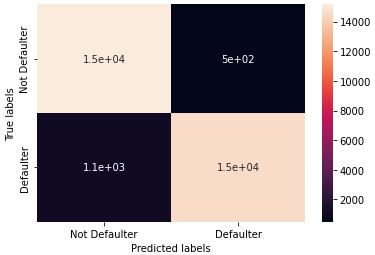 Not Defaulter
Defaulter
True labels
1.5e+04
5e+02
1.1e+03
1.5e+04
Not Defaulter
Defaulter
Predicted labels
14000
12000
10000
8000
6000
4000
2000